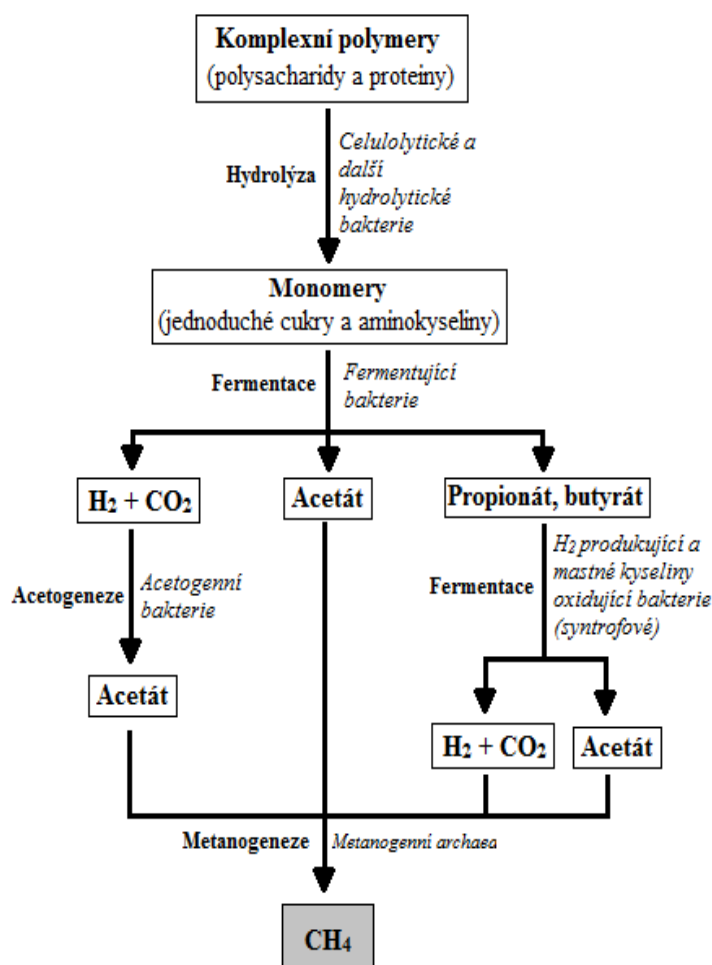 Komplexní polymery
(polysacharidy a proteiny)
Hydrolýza
Celulolytické a
další
hydrolytické
bakterie
Monomery
(jednoduché cukry a aminokyseliny)
Fermentace
Fermentující
bakterie
H₂ + CO₂
Acetát
Propionát, butyrát
Acetogeneze
Acetogenní
bakterie
Fermentace
H₂ produkující a
mastné kyseliny
oxidující bakterie
(syntrofové)
Acetát
H₂ + CO₂
Acetát
Metanogeneze
Metanogenní archaea
CH₄